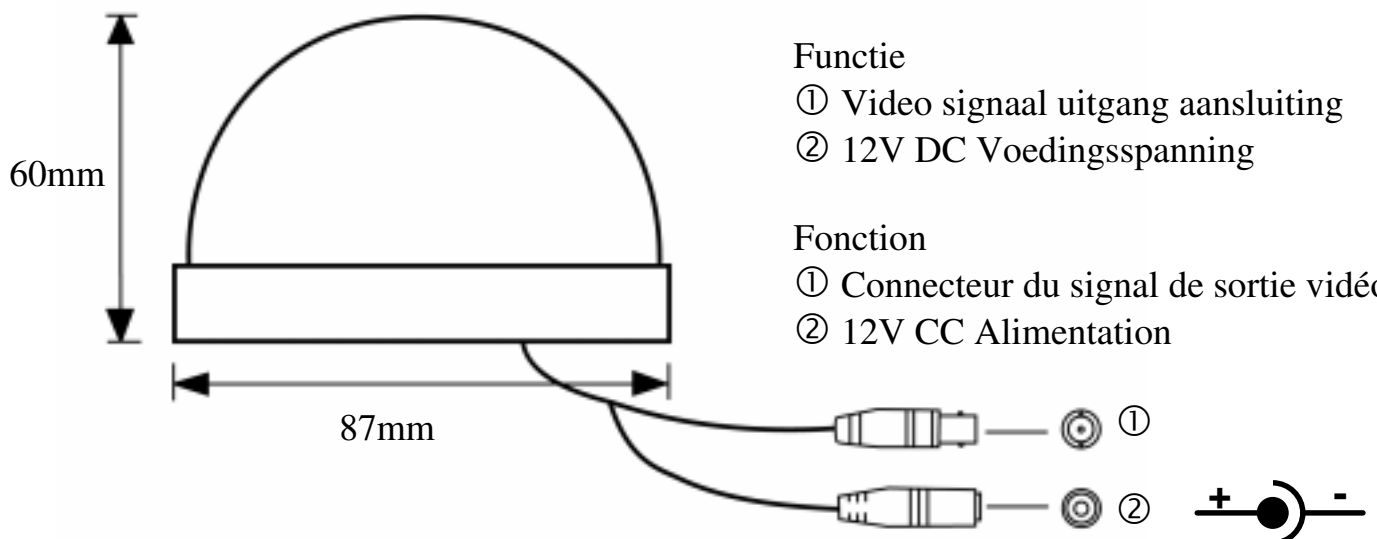 60mm
87mm
Functie
① Video signaal uitgang aansluiting
② 12V DC Voedingsspanning
Fonction
① Connecteur du signal de sortie vidéo
② 12V CC Alimentation
①
②
+ -